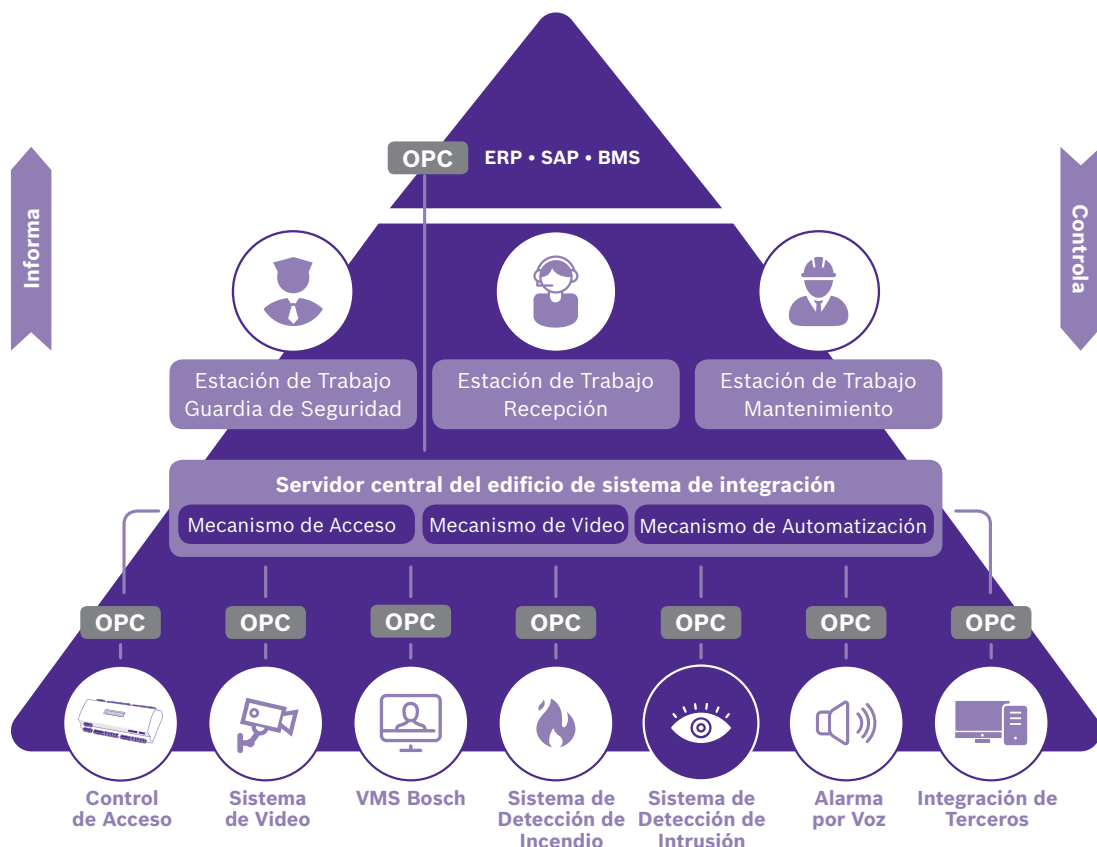 OPC
ERP • SAP • BMS
Informa
Controla
Estación de Trabajo
Guardia de Seguridad
Estación de Trabajo
Recepción
Estación de Trabajo
Mantenimiento
Servidor central del edificio de sistema de integración
Mecanismo de Acceso
Mecanismo de Video
Mecanismo de Automatización
OPC
OPC
OPC
OPC
OPC
OPC
OPC
Control
de Acceso
Sistema
de Video
VMS Bosch
Sistema de
Detección de
Incendio
Sistema de
Detección de
Intrusión
Alarma
por Voz
Integración de
Terceros